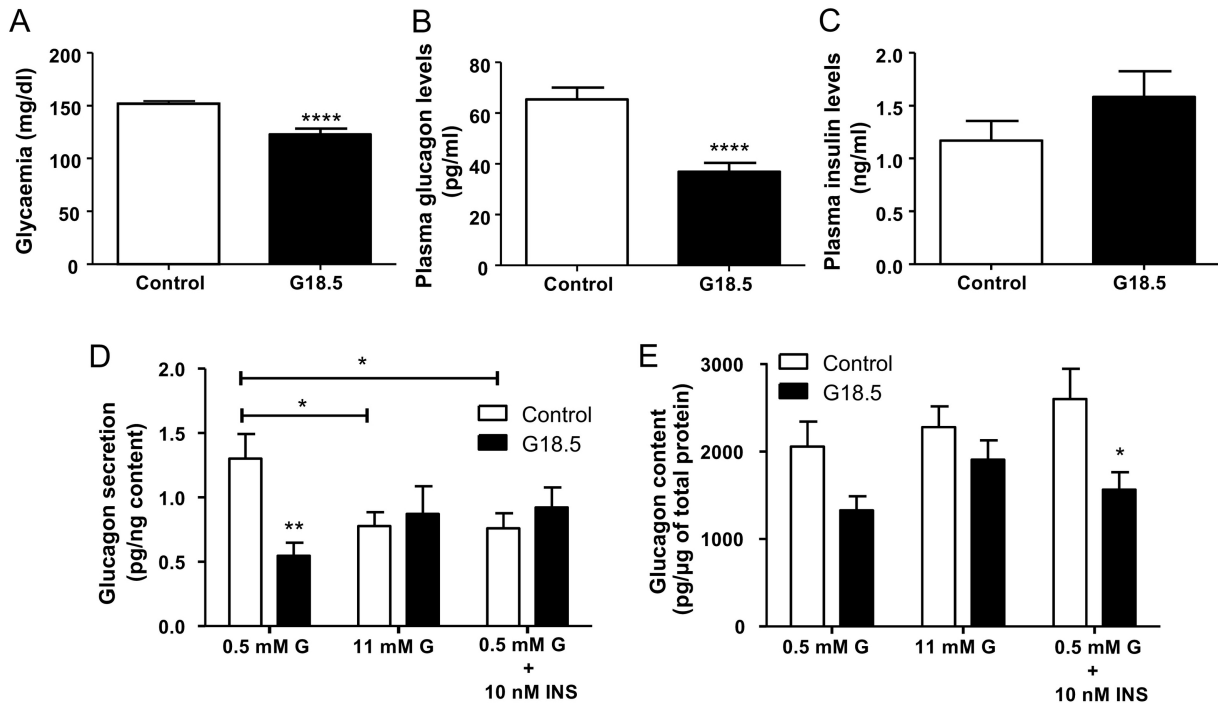 A
Glycaemia (mg/dl)
200
150
100
50
0
****
Control
G18.5
B
Plasma glucagon levels
(pg/ml)
80
60
40
20
0
****
Control
G18.5
C
Plasma insulin levels
(ng/ml)
2.0
1.5
1.0
0.5
0.0
Control
G18.5
D
Glucagon secretion
(pg/ng content)
2.0
1.5
1.0
0.5
0.0
*
*
**
Control
G18.5
0.5 mM G
11 mM G
0.5 mM G
+
10 nM INS
E
Glucagon content
(pg/µg of total protein)
3000
2000
1000
0
Control
G18.5
*
0.5 mM G
11 mM G
0.5 mM G
+
10 nM INS